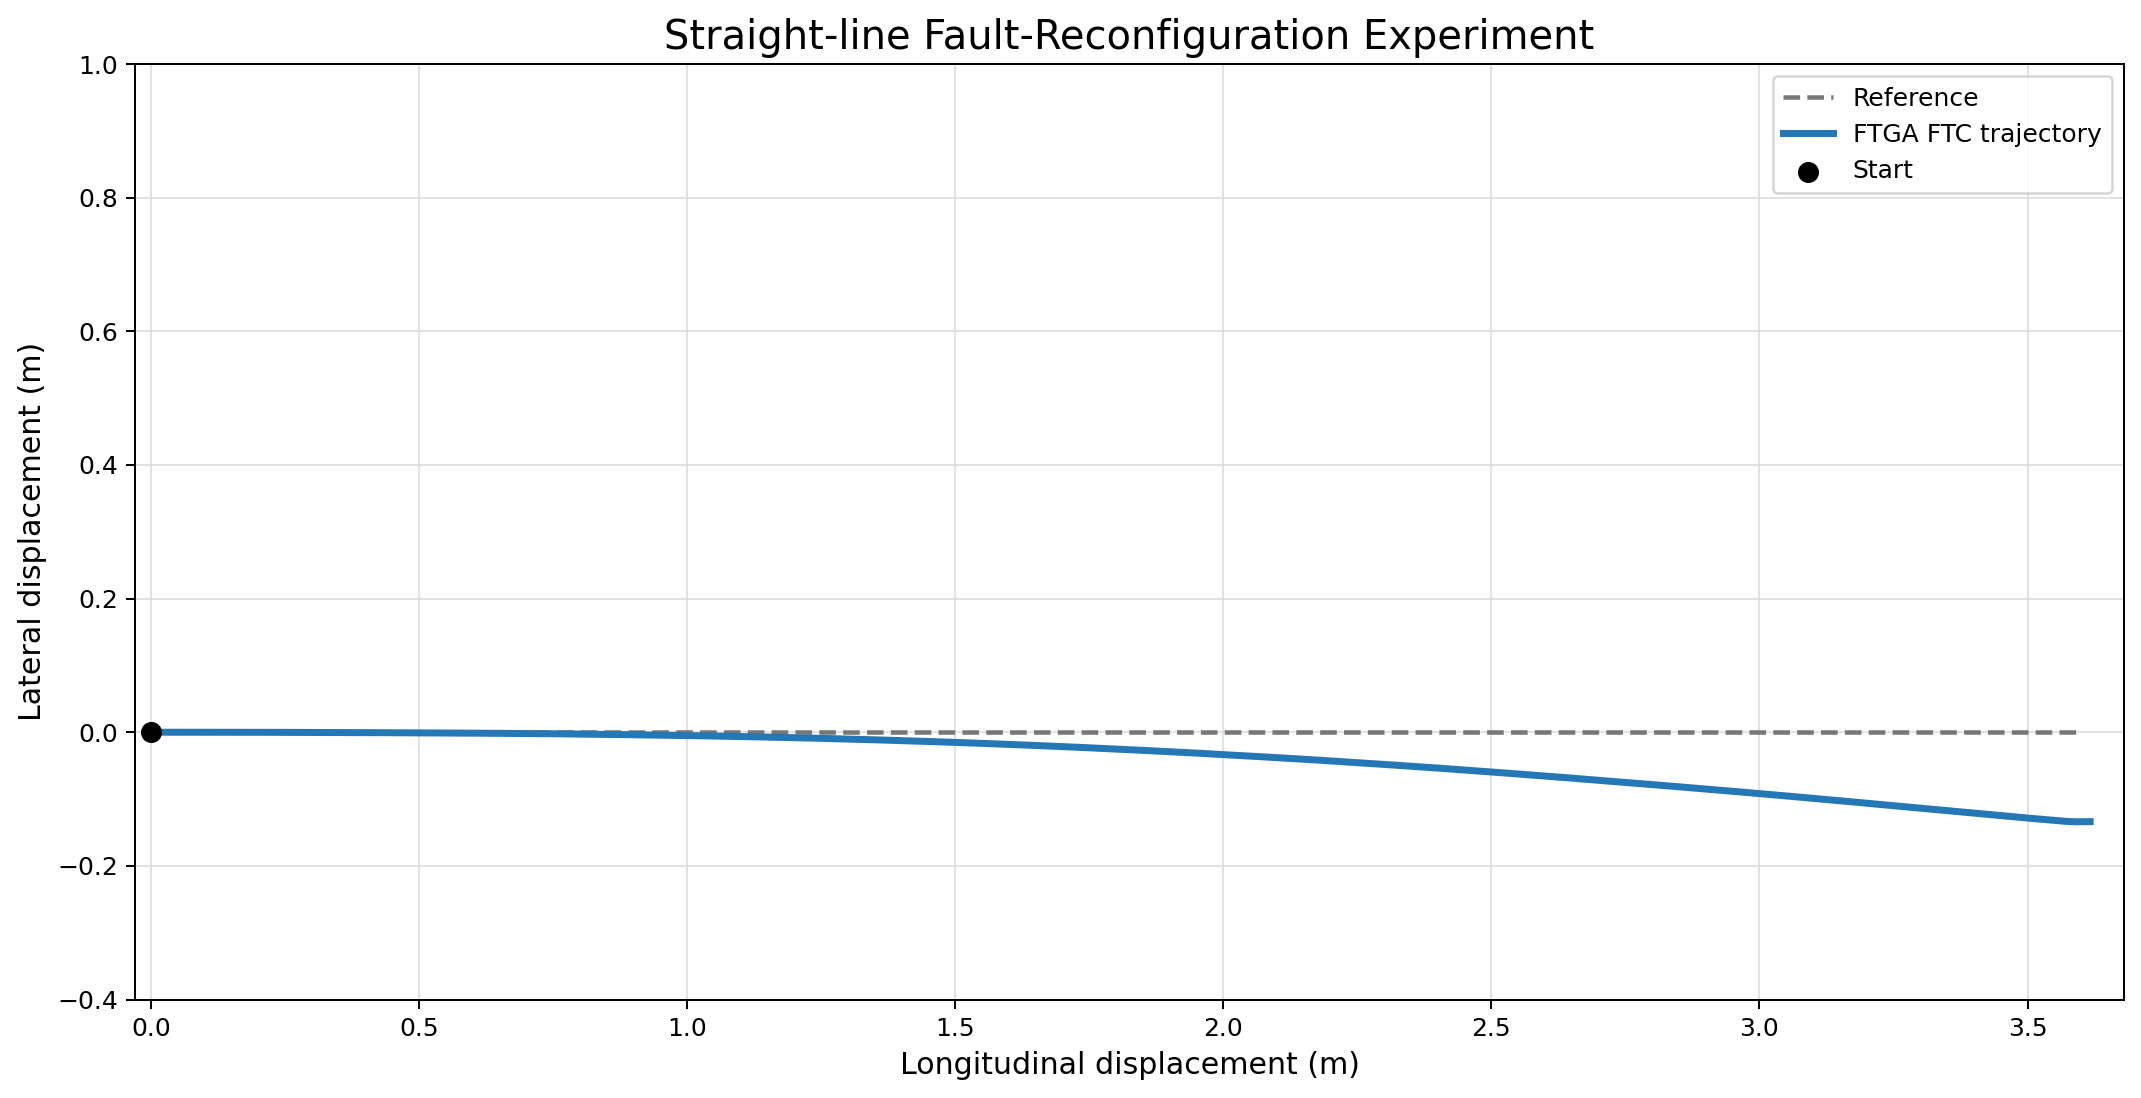 Straight-line Fault-Reconfiguration Experiment
1.0
0.8
0.6
0.4
0.2
0.0
−0.2
−0.4
Lateral displacement (m)
Reference
FTGA FTC trajectory
Start
0.0 0.5 1.0 1.5 2.0 2.5 3.0 3.5
Longitudinal displacement (m)